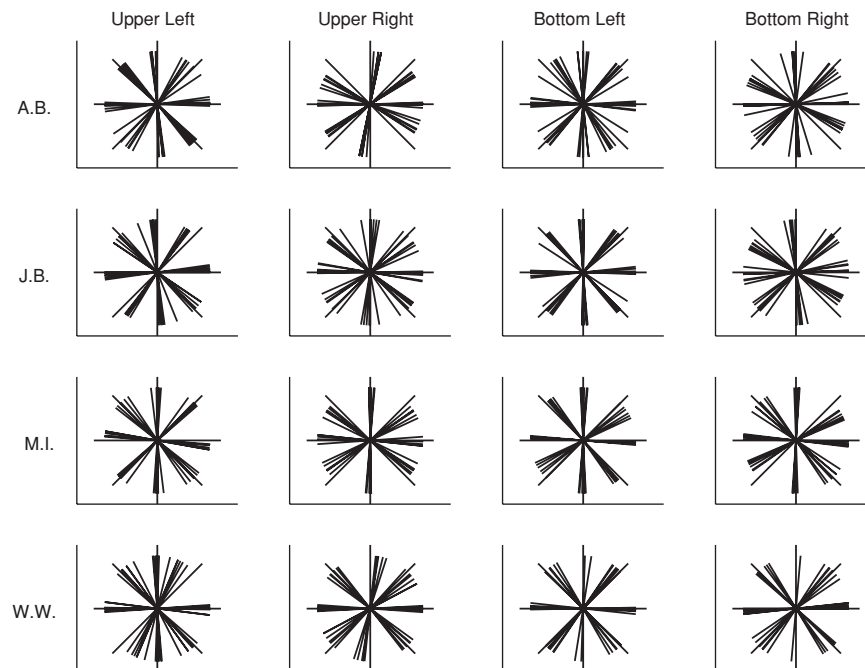 Upper Left Upper Right Bottom Left Bottom Right
A.B.
J.B.
M.I.
W.W.